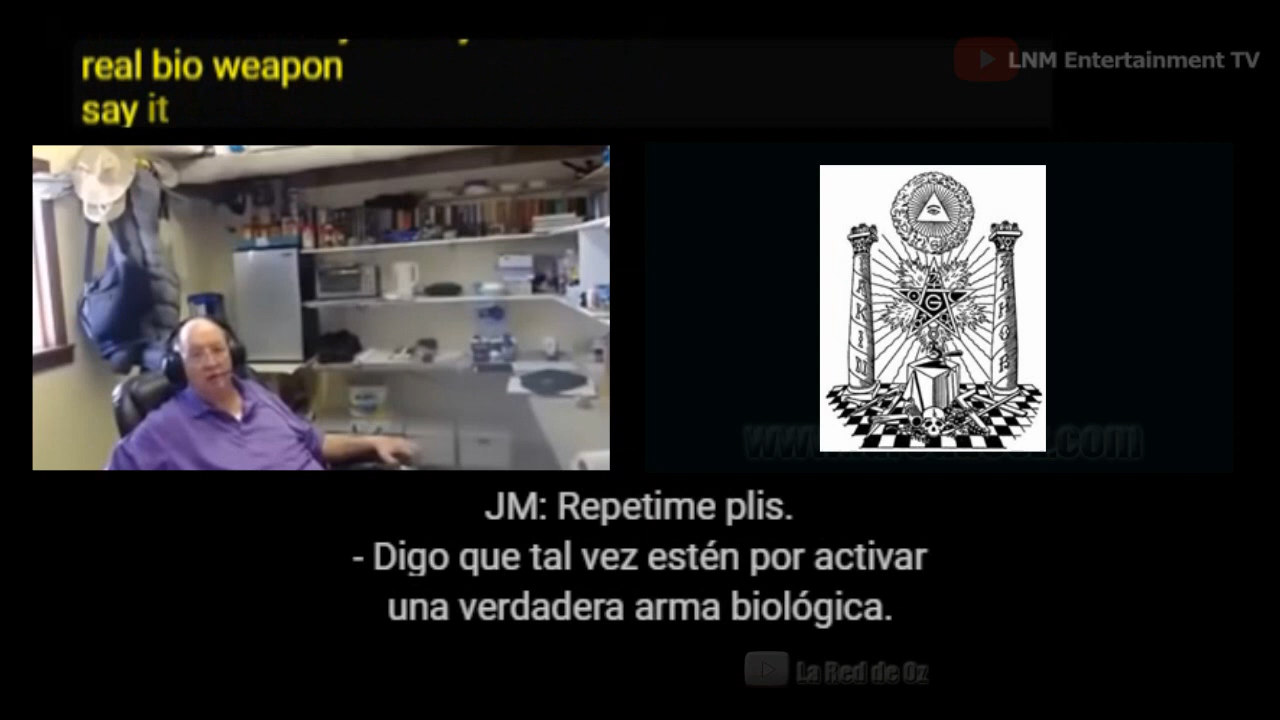 real bio weapon
say it
LNM Entertainment TV
G
JM: Repetime plis.
- Digo que tal vez estén por activar
una verdadera arma biológica.
La Red de Oz